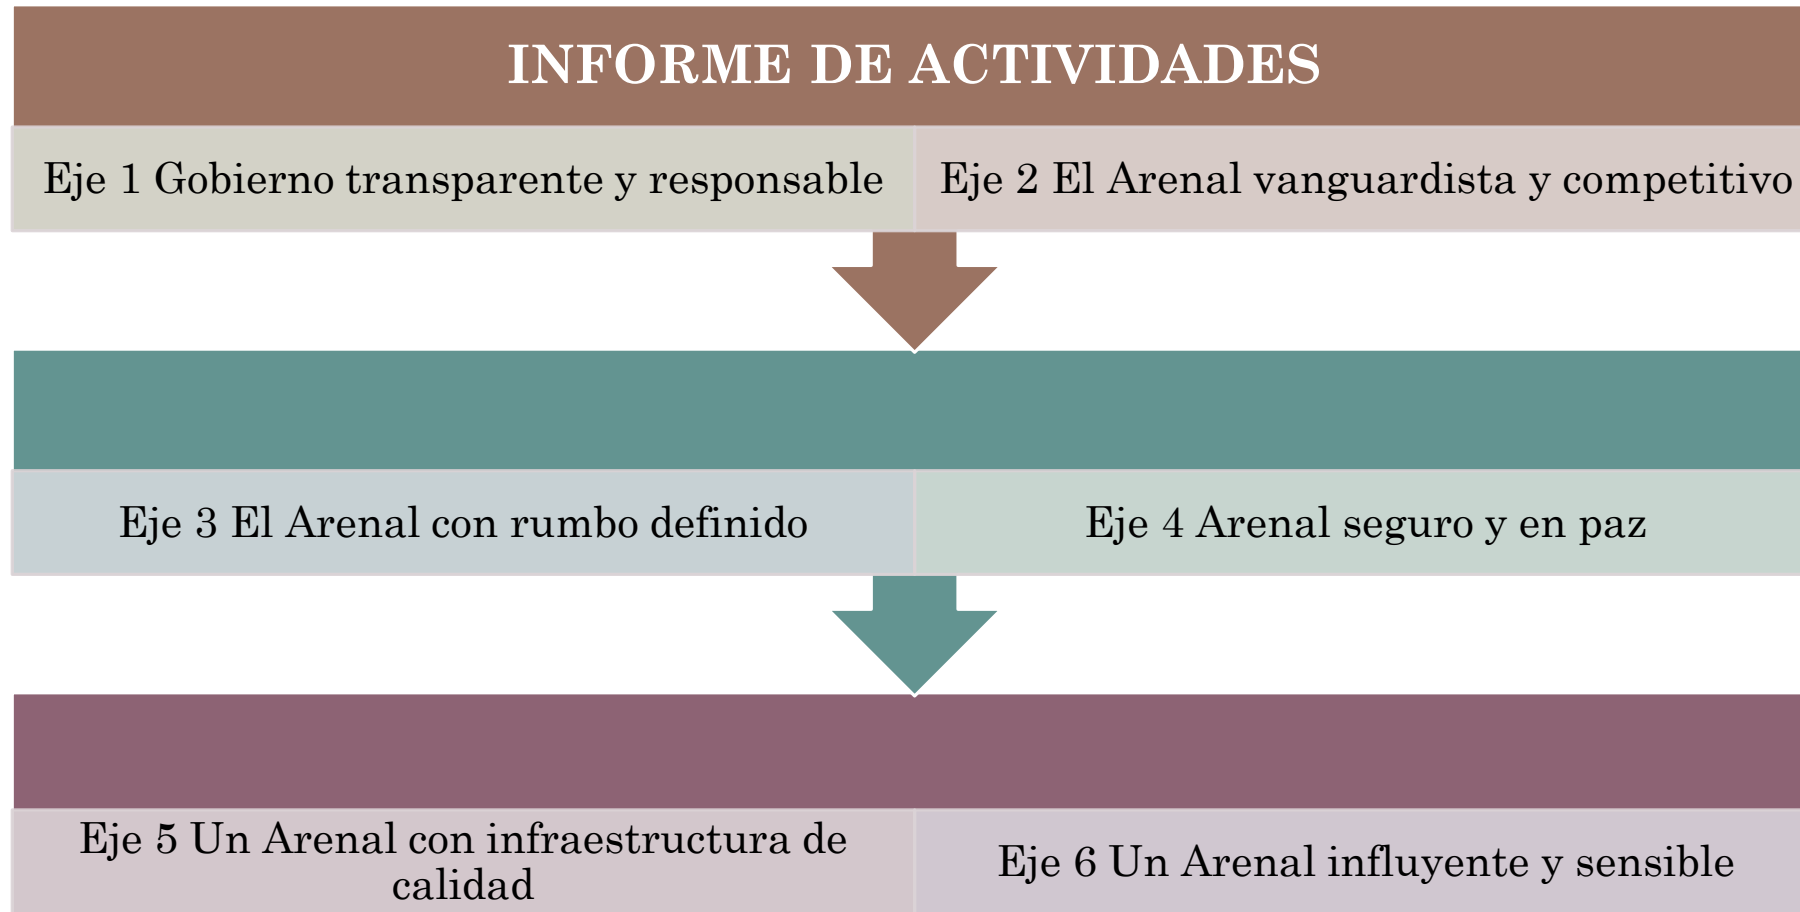 INFORME DE ACTIVIDADES
Eje 1 Gobierno transparente y responsable
Eje 2 El Arenal vanguardista y competitivo
Eje 3 El Arenal con rumbo definido
Eje 4 Arenal seguro y en paz
Eje 5 Un Arenal con infraestructura de
calidad
Eje 6 Un Arenal influyente y sensible